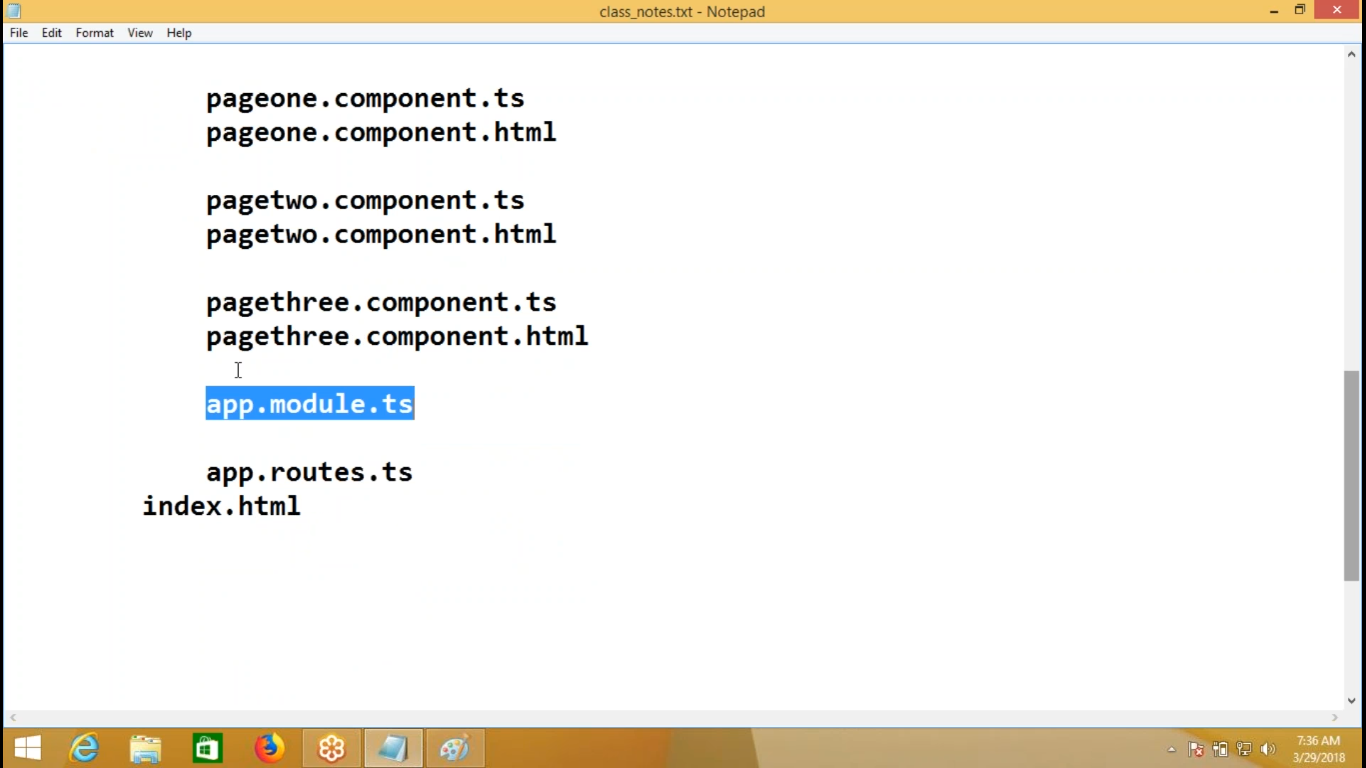 class_notes.txt - Notepad
File Edit Format View Help
pageone.component.ts
pageone.component.html
pagetwo.component.ts
pagetwo.component.html
pagethree.component.ts
pagethree.component.html
app.module.ts
app.routes.ts
index.html
7:36 AM
3/29/2018